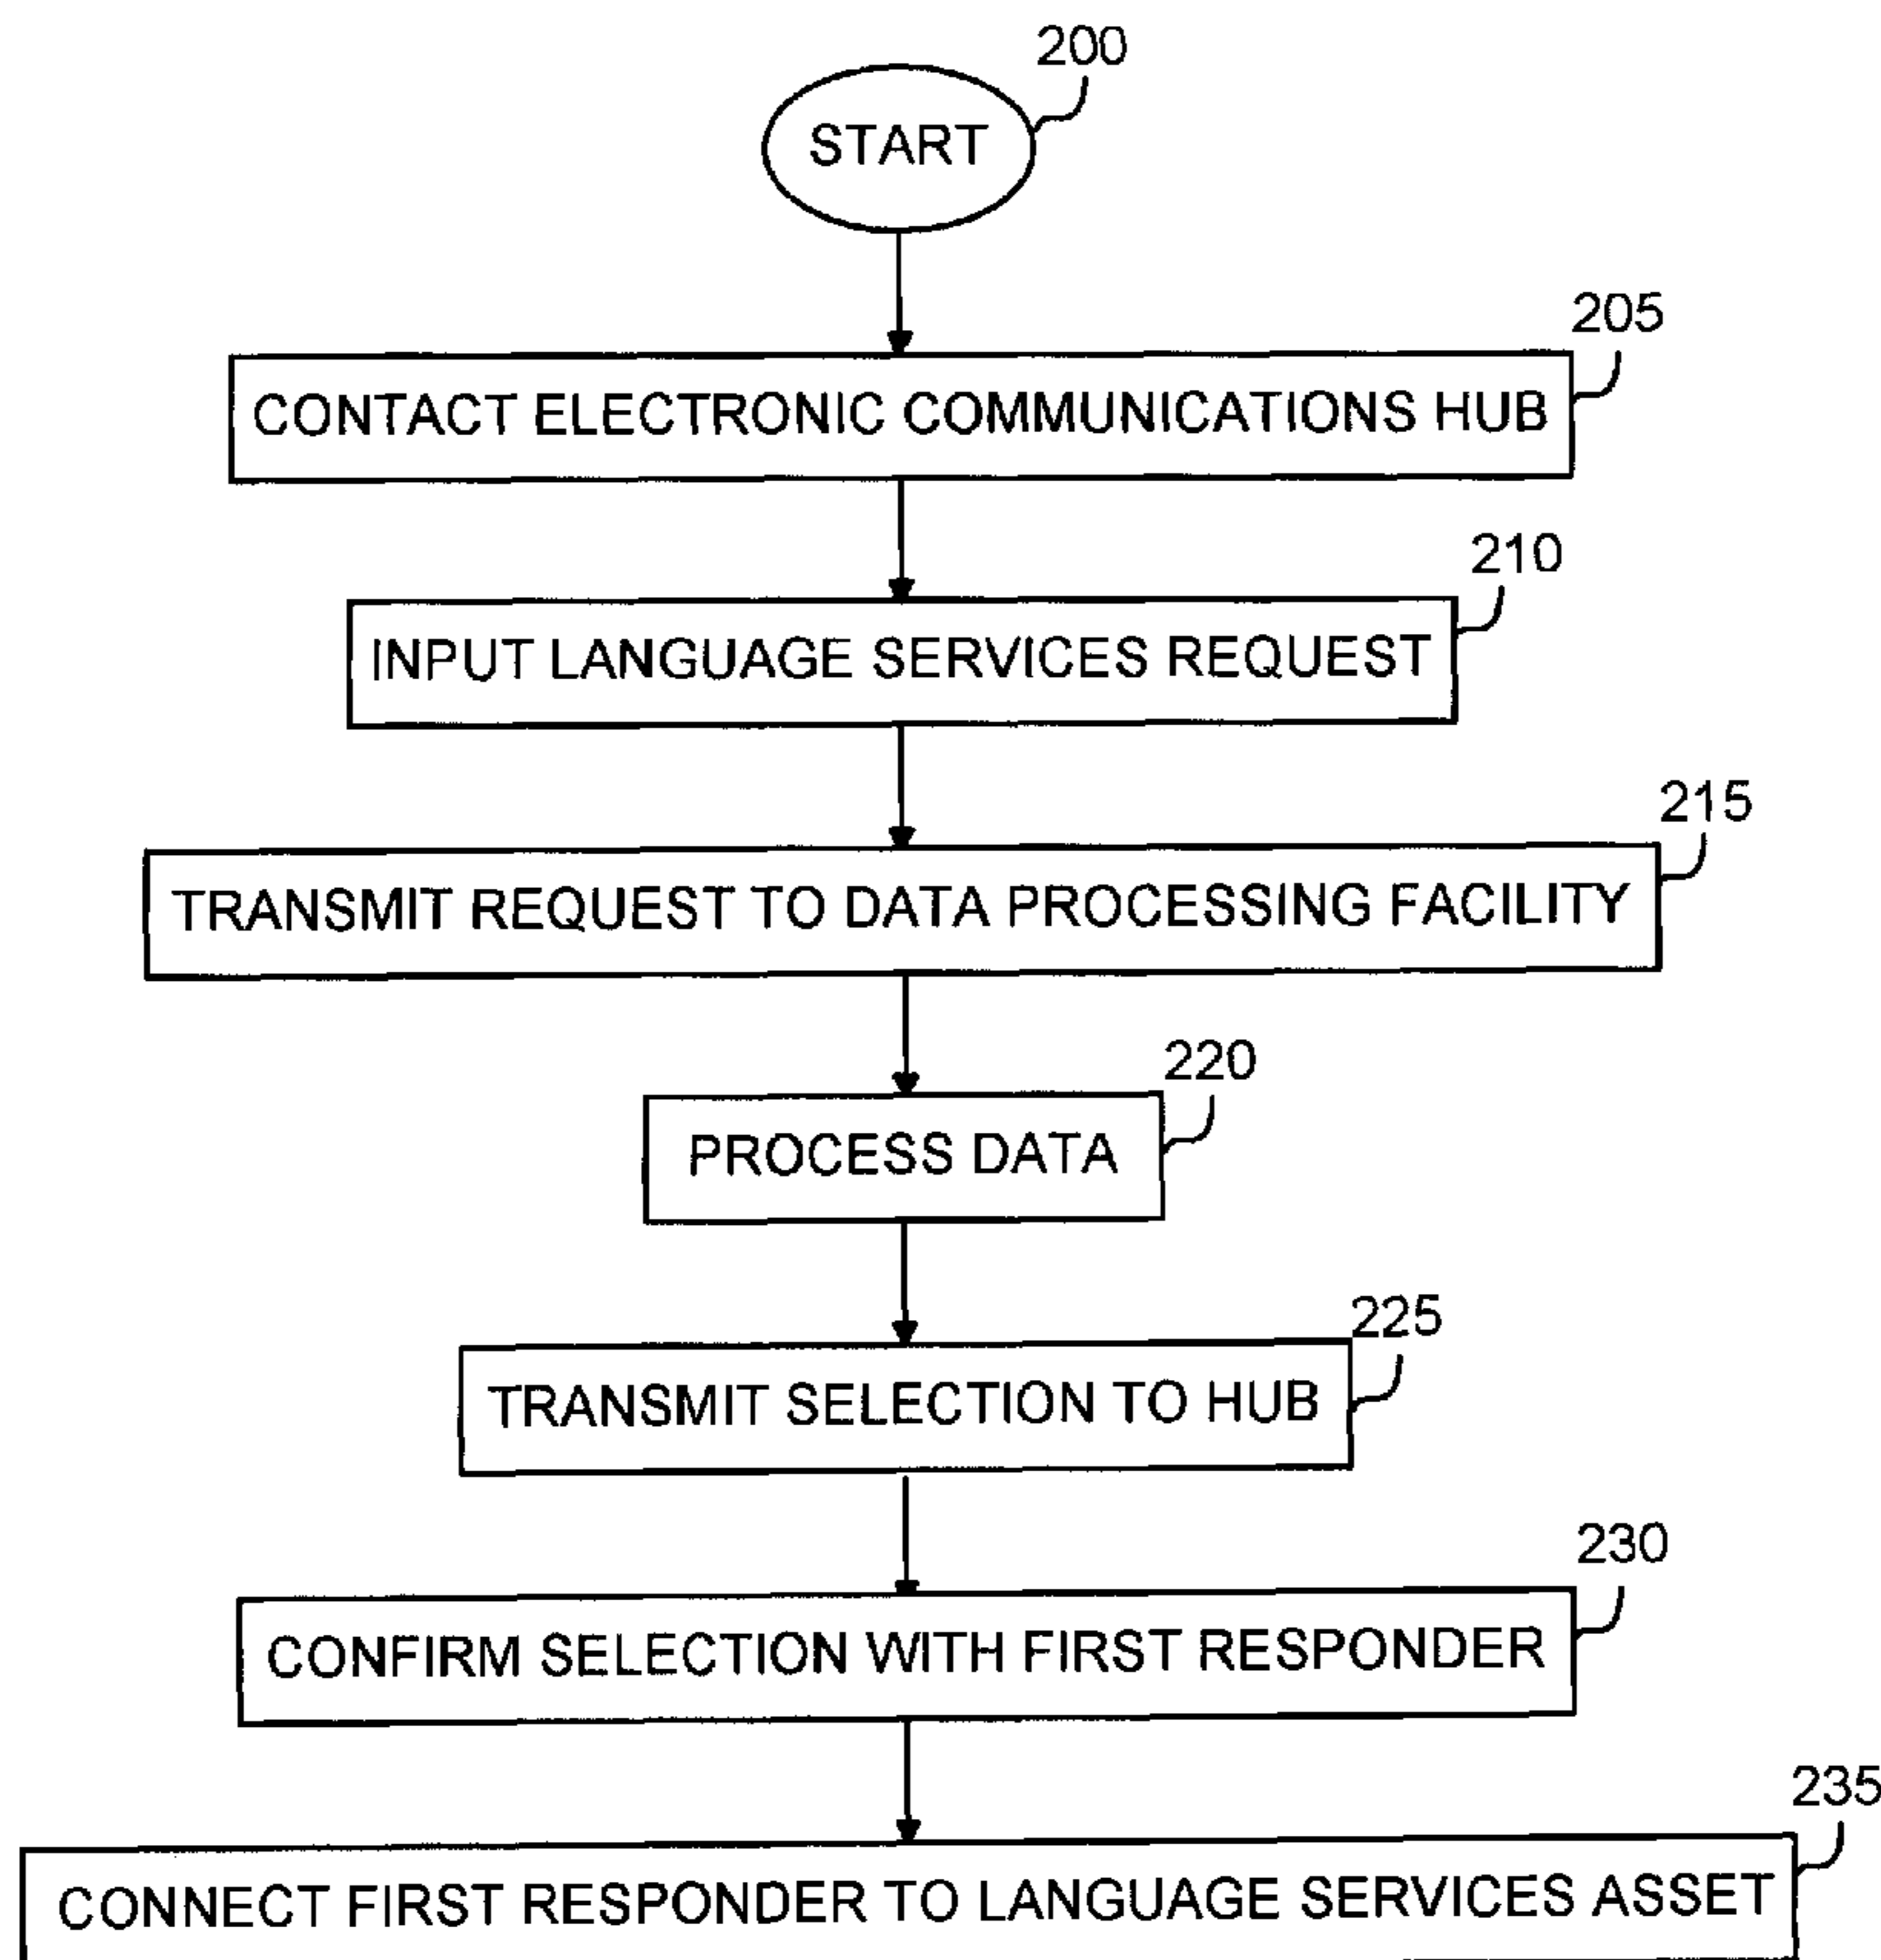 200
START
205
CONTACT ELECTRONIC COMMUNICATIONS HUB
210
INPUT LANGUAGE SERVICES REQUEST
215
TRANSMIT REQUEST TO DATA PROCESSING FACILITY
220
PROCESS DATA
225
TRANSMIT SELECTION TO HUB
230
CONFIRM SELECTION WITH FIRST RESPONDER
235
CONNECT FIRST RESPONDER TO LANGUAGE SERVICES ASSET